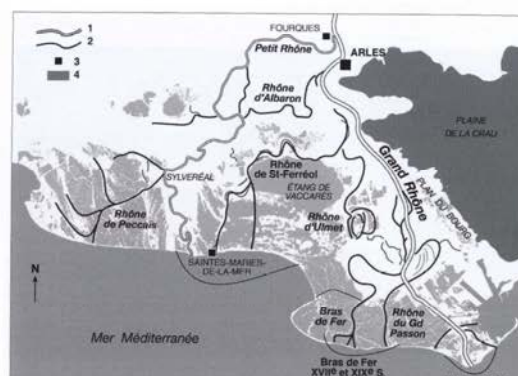 1
2
3
4
FOURQUES
Petit Rhône
ARLES
Rhône
d'Albaron
PLAINE
DE LA CRAU
Grand Rhône
PLAN DU BOURG
SYLVERÉAL
Rhône
de St-Ferréol
ÉTANG DE
VACCARÈS
Rhône
de Peccais
Rhône
d'Ulmet
SAINTES-MARIES-
DE-LA-MER
N
Bras
de Fer
Rhône
du Gd
Passon
Mer Méditerranée
Bras de Fer
XVIIe et XIXe S.